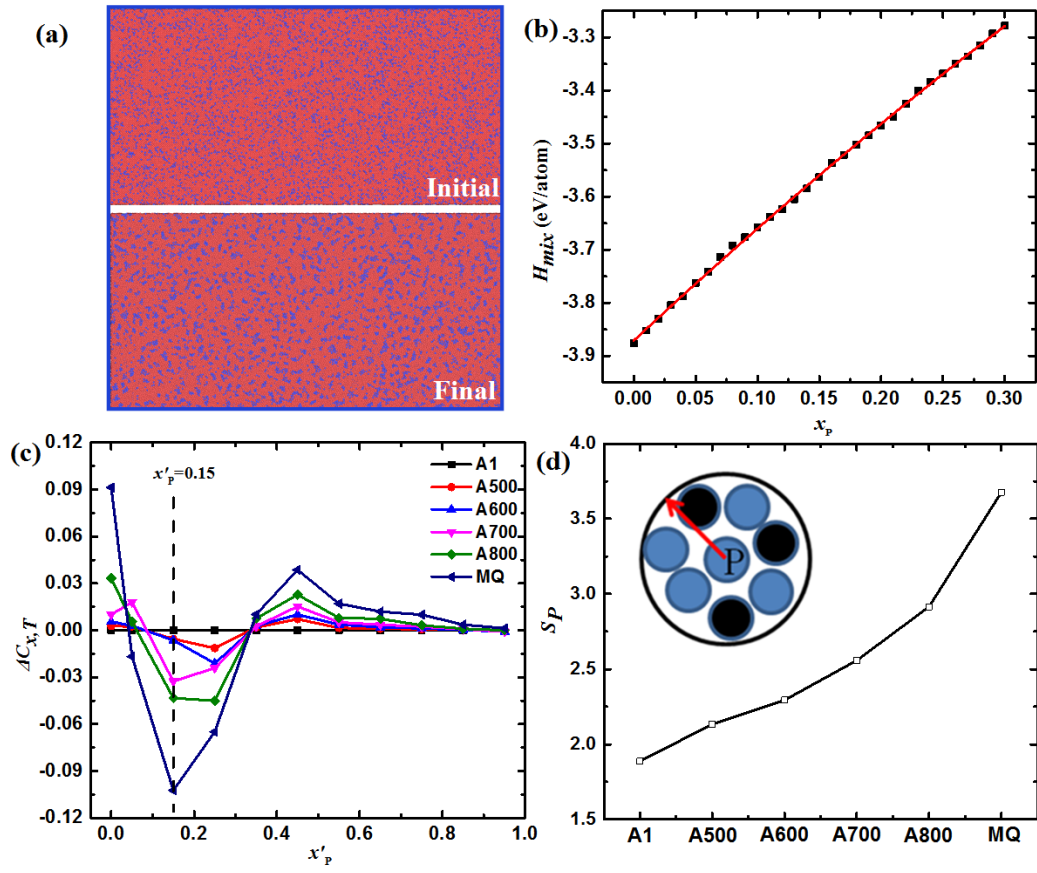 (a)
Initial
Final
(b)
-3.3
-3.4
-3.5
-3.6
-3.7
-3.8
-3.9
H_mix (eV/atom)
0.00 0.05 0.10 0.15 0.20 0.25 0.30
x_P
(c)
0.12
0.09
0.06
0.03
0.00
-0.03
-0.06
-0.09
-0.12
ΔC_x,T
x'_P=0.15
A1
A500
A600
A700
A800
MQ
0.0 0.2 0.4 0.6 0.8 1.0
x'_P
(d)
4.0
3.5
3.0
2.5
2.0
1.5
S_P
P
A1 A500 A600 A700 A800 MQ